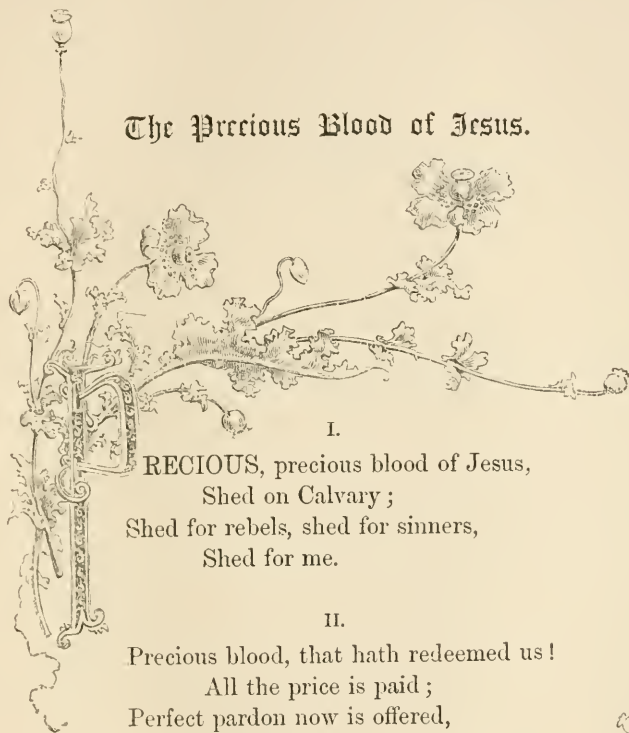 The Precious Blood of Jesus.
I.
PRECIOUS, precious blood of Jesus,
Shed on Calvary;
Shed for rebels, shed for sinners,
Shed for me.
II.
Precious blood, that hath redeemed us!
All the price is paid;
Perfect pardon now is offered,